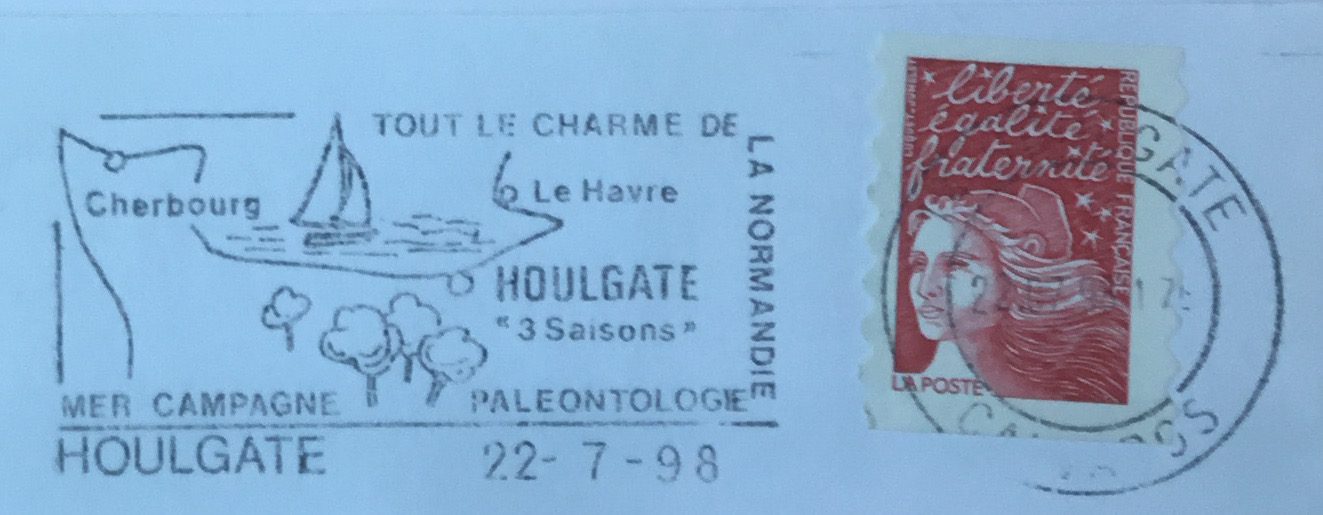 TOUT LE CHARME DE
LA NORMANDIE
Cherbourg
Le Havre
HOULGATE
"3 Saisons"
MER CAMPAGNE
PALEONTOLOGIE
HOULGATE
22-7-98
liberté
égalité
fraternité
REPUBLIQUE FRANÇAISE
LA POSTE
GATE